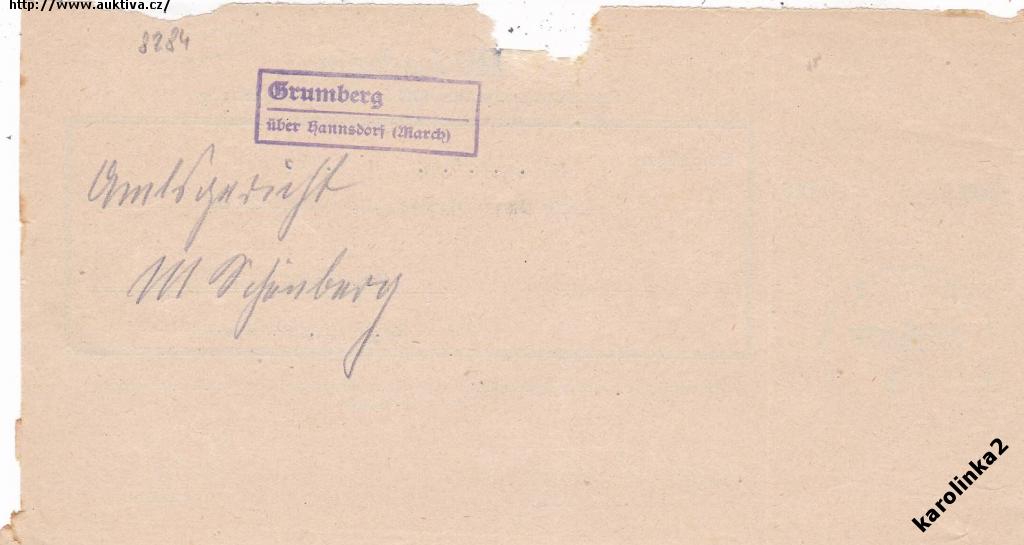 http://www.auktiva.cz/
8284
Grumberg
über Hannsdorf (March)
Amtsgericht
M Schönberg
karolinka2